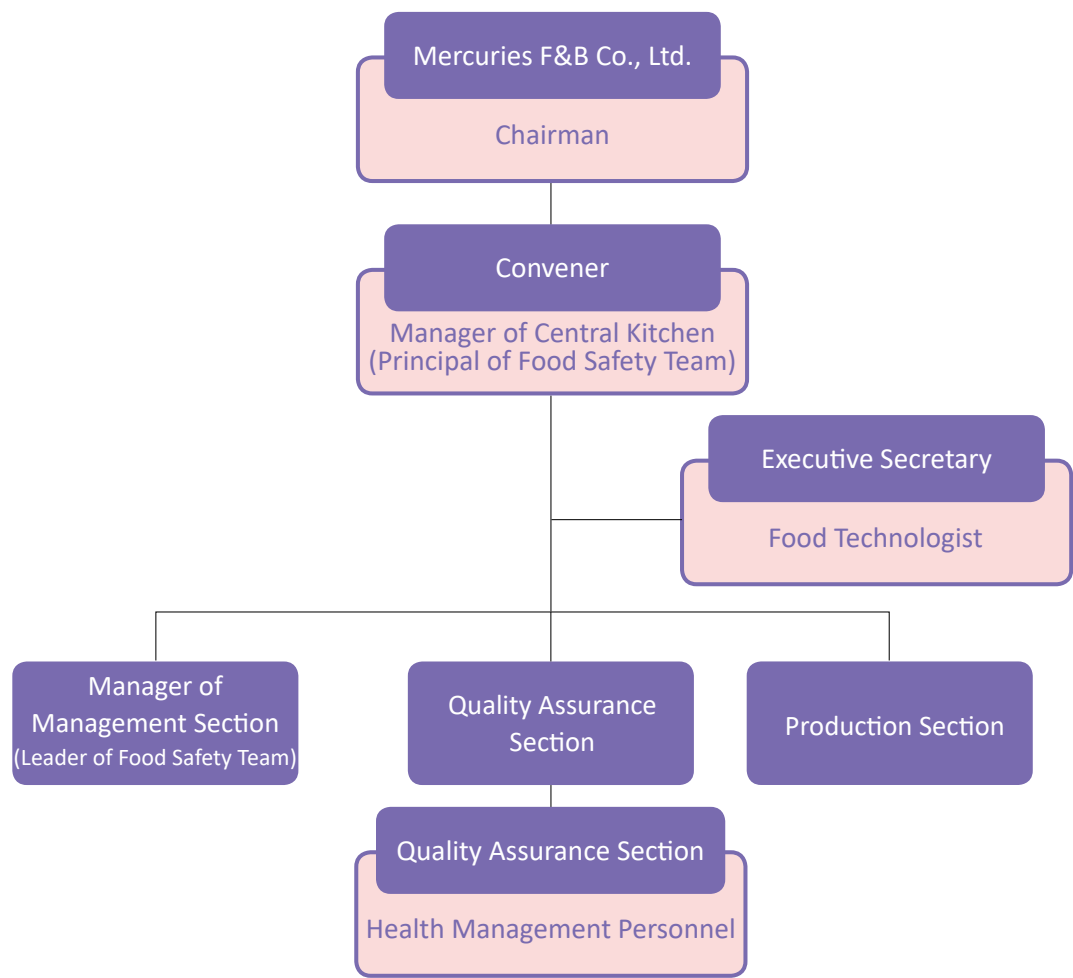 Mercuries F&B Co., Ltd.
Chairman
Convener
Manager of Central Kitchen
(Principal of Food Safety Team)
Executive Secretary
Food Technologist
Manager of
Management Section
(Leader of Food Safety Team)
Quality Assurance
Section
Production Section
Quality Assurance Section
Health Management Personnel